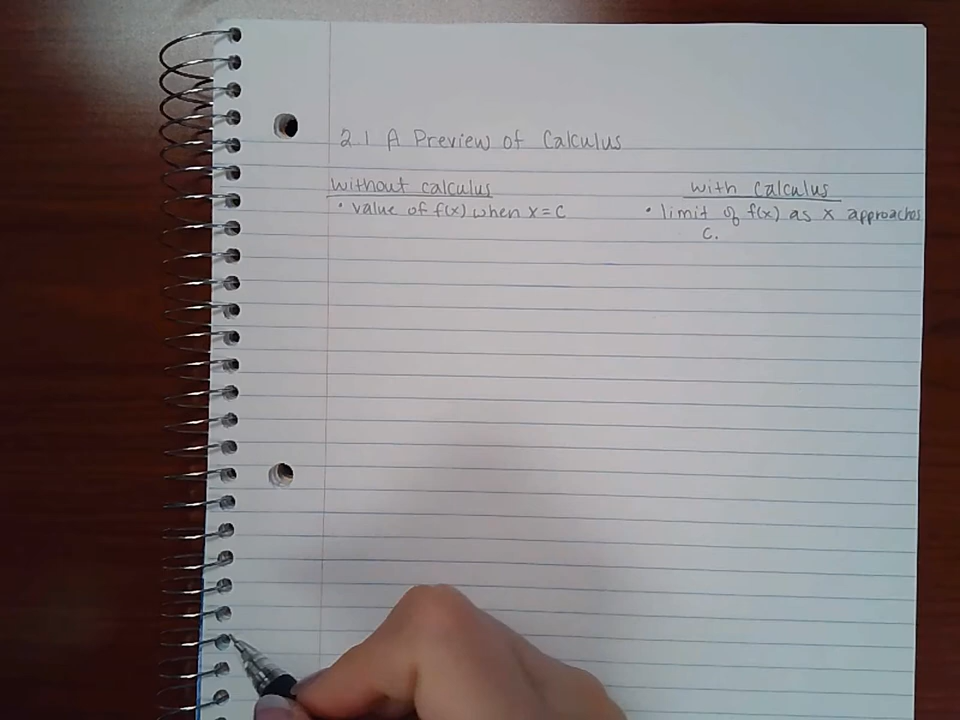 2.1 A Preview of Calculus
without calculus
• value of f(x) when x = c
with Calculus
• limit of f(x) as x approaches
c.